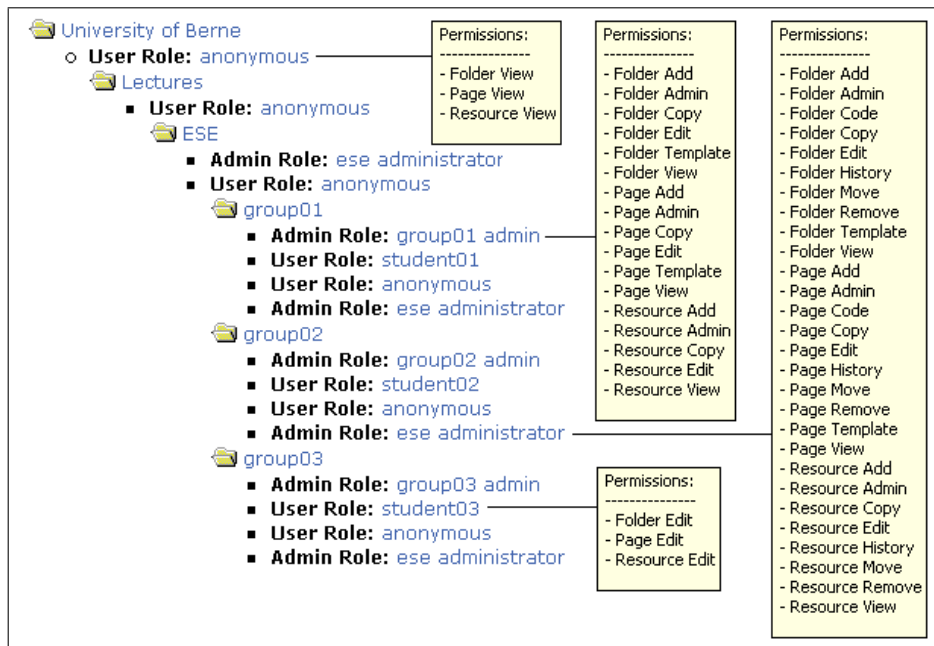 University of Berne
User Role: anonymous
Lectures
User Role: anonymous
ESE
Admin Role: ese administrator
User Role: anonymous
group01
Admin Role: group01 admin
User Role: student01
User Role: anonymous
Admin Role: ese administrator
group02
Admin Role: group02 admin
User Role: student02
User Role: anonymous
Admin Role: ese administrator
group03
Admin Role: group03 admin
User Role: student03
User Role: anonymous
Admin Role: ese administrator
Permissions:
--------------
- Folder View
- Page View
- Resource View
Permissions:
--------------
- Folder Add
- Folder Admin
- Folder Copy
- Folder Edit
- Folder Template
- Folder View
- Page Add
- Page Admin
- Page Copy
- Page Edit
- Page Template
- Page View
- Resource Add
- Resource Admin
- Resource Copy
- Resource Edit
- Resource View
Permissions:
--------------
- Folder Edit
- Page Edit
- Resource Edit
Permissions:
--------------
- Folder Add
- Folder Admin
- Folder Code
- Folder Copy
- Folder Edit
- Folder History
- Folder Move
- Folder Remove
- Folder Template
- Folder View
- Page Add
- Page Admin
- Page Code
- Page Copy
- Page Edit
- Page History
- Page Move
- Page Remove
- Page Template
- Page View
- Resource Add
- Resource Admin
- Resource Copy
- Resource Edit
- Resource History
- Resource Move
- Resource Remove
- Resource View